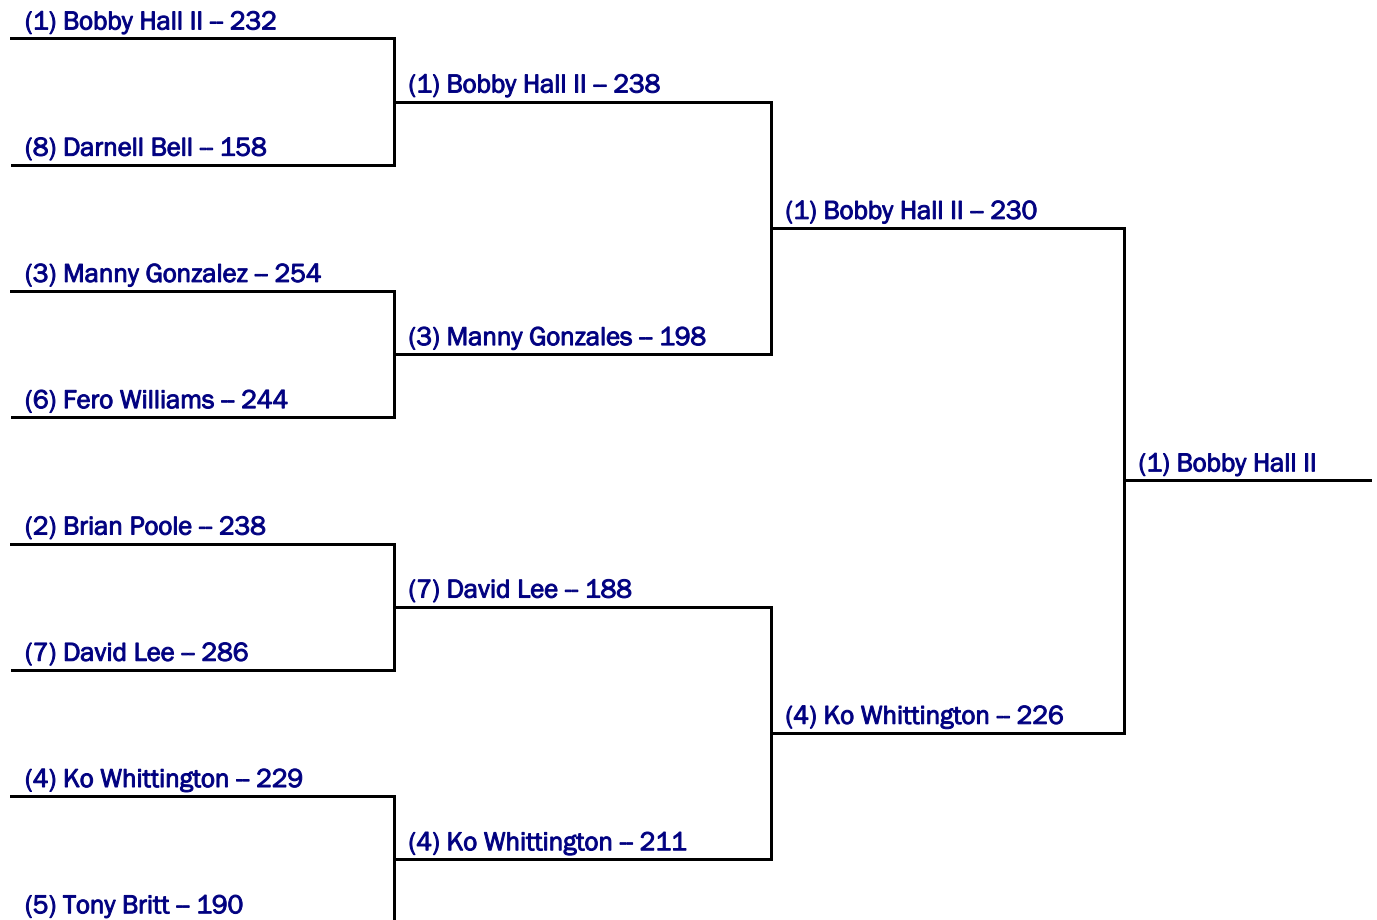 (1) Bobby Hall II – 232
(1) Bobby Hall II – 238
(8) Darnell Bell – 158
(1) Bobby Hall II – 230
(3) Manny Gonzalez – 254
(3) Manny Gonzales – 198
(6) Fero Williams – 244
(1) Bobby Hall II
(2) Brian Poole – 238
(7) David Lee – 188
(7) David Lee – 286
(4) Ko Whittington – 226
(4) Ko Whittington – 229
(4) Ko Whittington – 211
(5) Tony Britt – 190